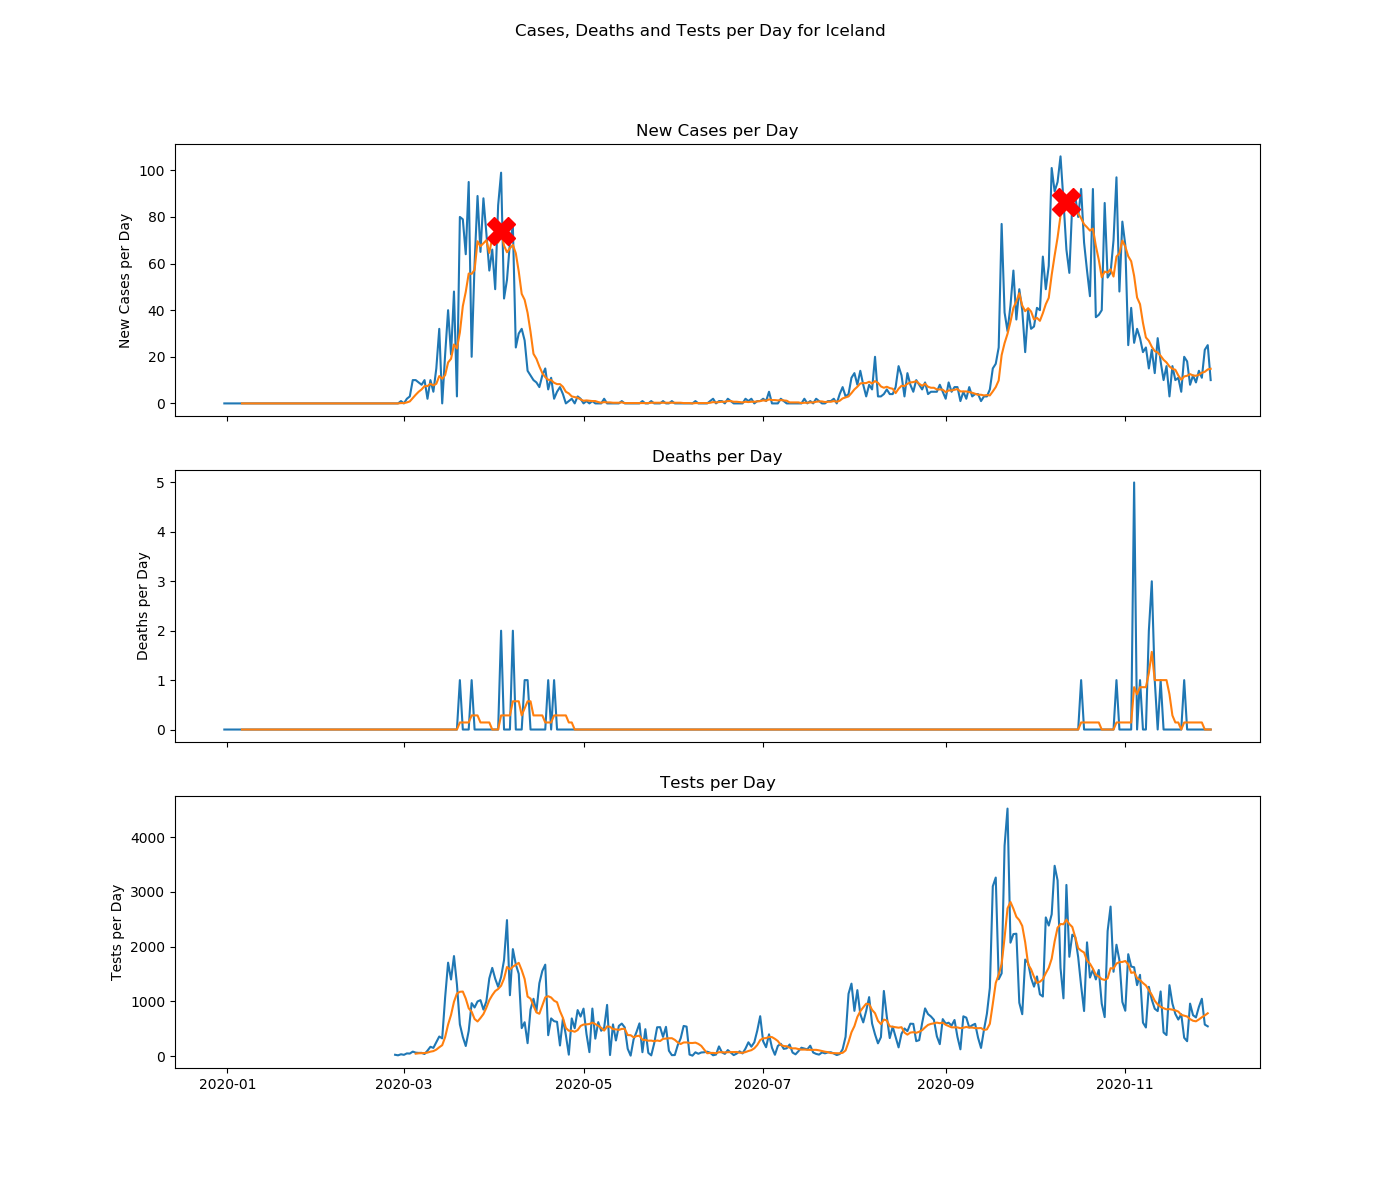 Cases, Deaths and Tests per Day for Iceland
New Cases per Day
New Cases per Day
100
80
60
40
20
0
Deaths per Day
Deaths per Day
5
4
3
2
1
0
Tests per Day
Tests per Day
4000
3000
2000
1000
0
2020-01 2020-03 2020-05 2020-07 2020-09 2020-11